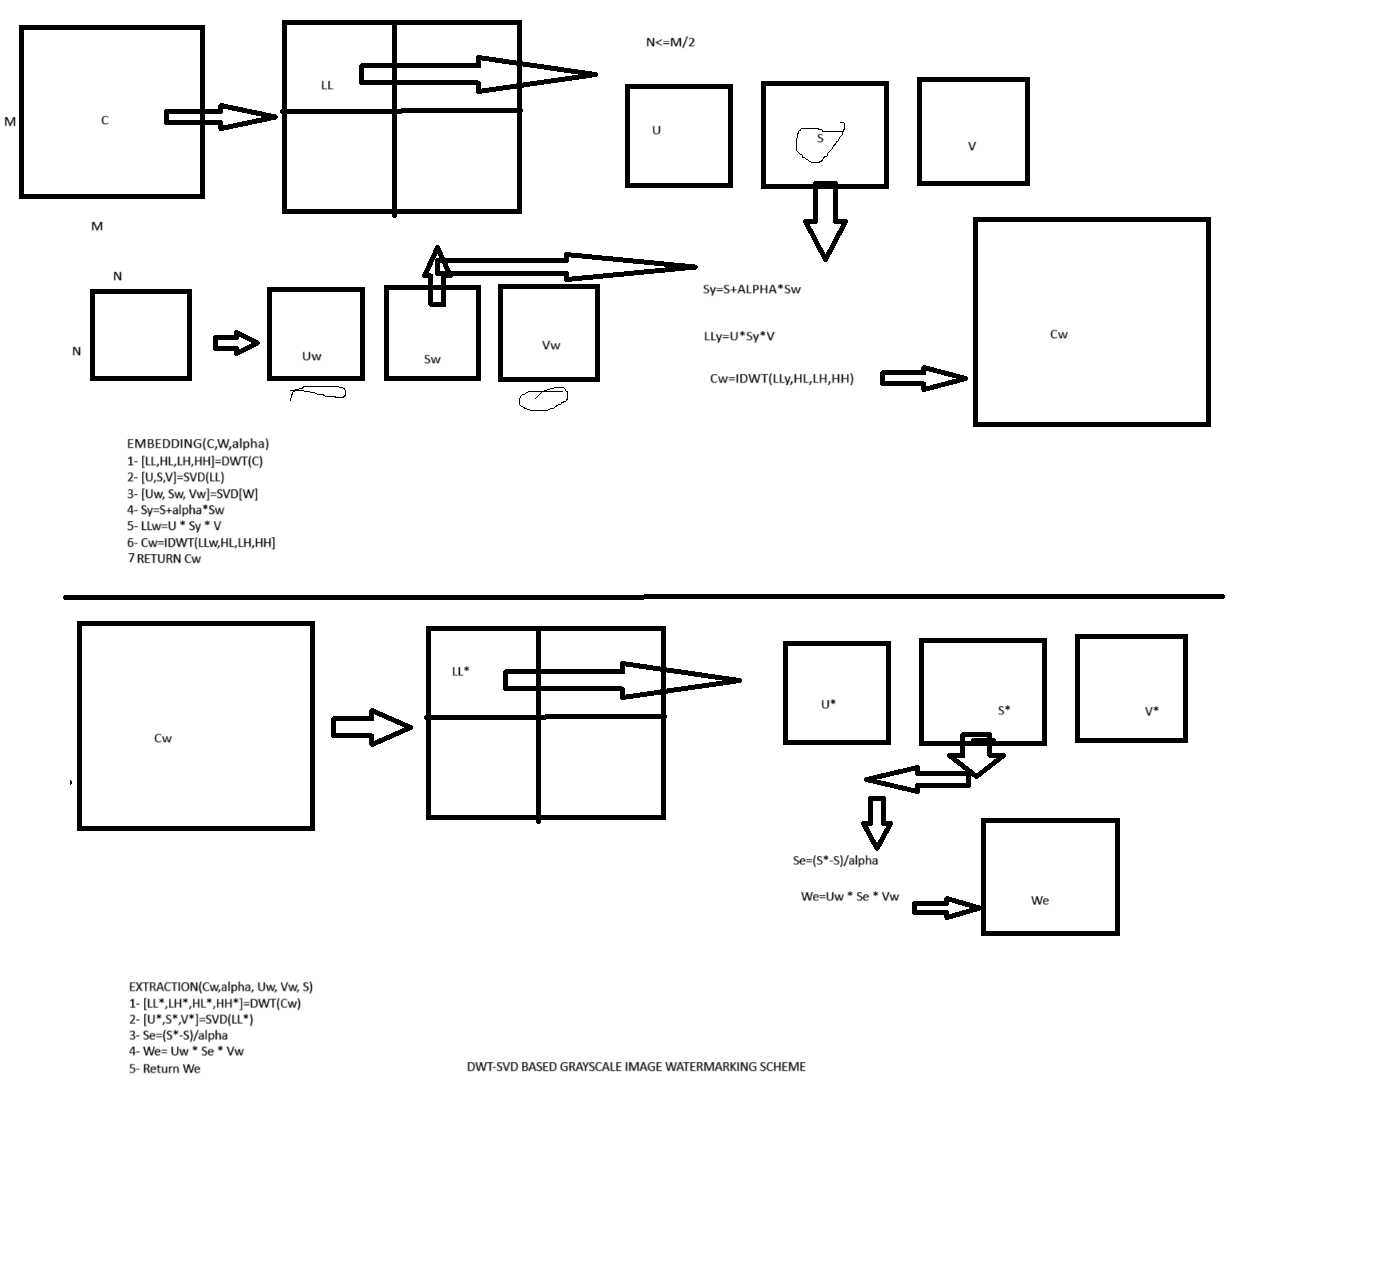 N<=M/2
M
C
LL
U
S
V
M
N
N
Uw
Sw
Vw
Sy=S+ALPHA*Sw
LLy=U*Sy*V
Cw=IDWT(LLy,HL,LH,HH)
Cw
EMBEDDING(C,W,alpha)
1- [LL,HL,LH,HH]=DWT(C)
2- [U,S,V]=SVD(LL)
3- [Uw, Sw, Vw]=SVD[W]
4- Sy=S+alpha*Sw
5- LLw=U * Sy * V
6- Cw=IDWT[LLw,HL,LH,HH]
7 RETURN Cw
Cw
LL*
U*
S*
V*
Se=(S*-S)/alpha
We=Uw * Se * Vw
We
EXTRACTION(Cw,alpha, Uw, Vw, S)
1- [LL*,LH*,HL*,HH*]=DWT(Cw)
2- [U*,S*,V*]=SVD(LL*)
3- Se=(S*-S)/alpha
4- We= Uw * Se * Vw
5- Return We
DWT-SVD BASED GRAYSCALE IMAGE WATERMARKING SCHEME